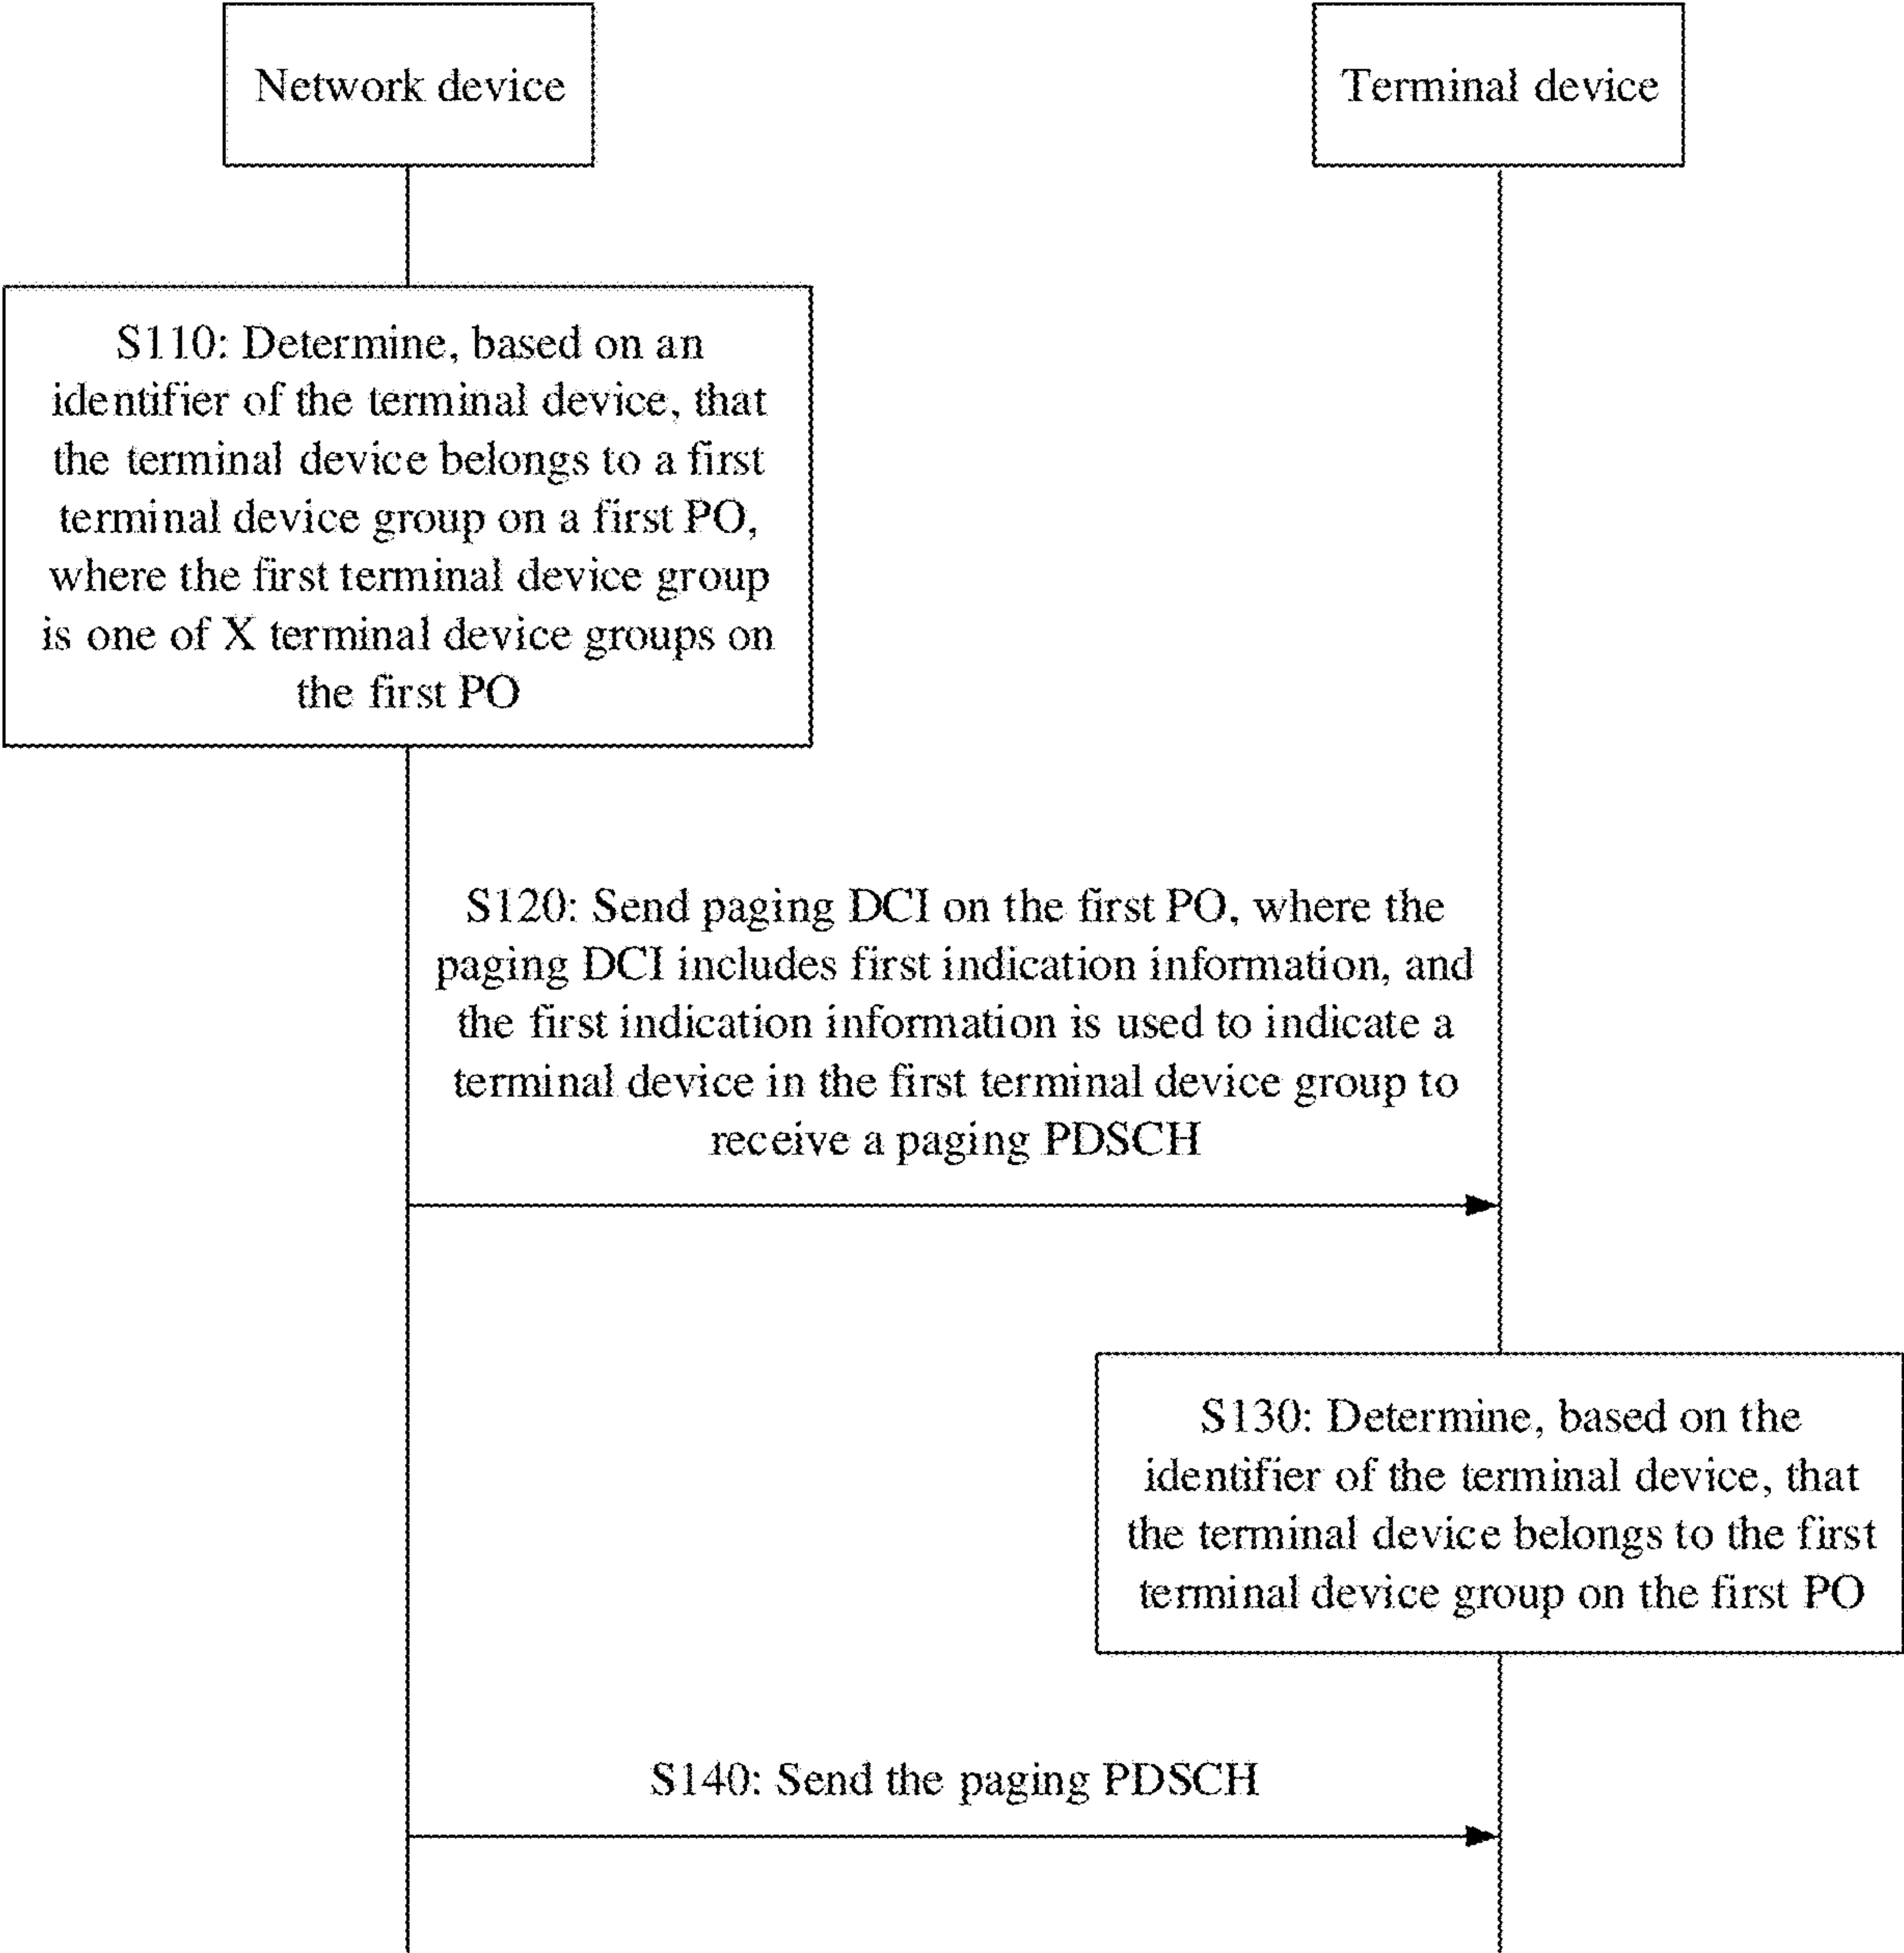 Network device
Terminal device
S110: Determine, based on an
identifier of the terminal device, that
the terminal device belongs to a first
terminal device group on a first PO,
where the first terminal device group
is one of X terminal device groups on
the first PO
S120: Send paging DCI on the first PO, where the
paging DCI includes first indication information, and
the first indication information is used to indicate a
terminal device in the first terminal device group to
receive a paging PDSCH
S130: Determine, based on the
identifier of the terminal device, that
the terminal device belongs to the first
terminal device group on the first PO
S140: Send the paging PDSCH